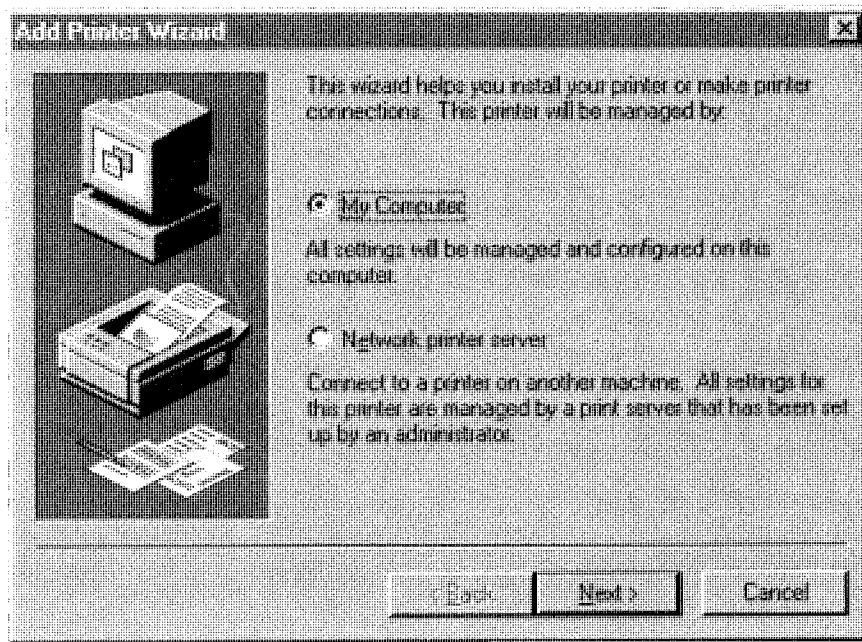 Add Printer Wizard
This wizard helps you install your printer or make printer
connections. This printer will be managed by:
My Computer
All settings will be managed and configured on this
computer.
Network printer server
Connect to a printer on another machine. All settings for
this printer are managed by a print server that has been set
up by an administrator.
< Back
Next >
Cancel